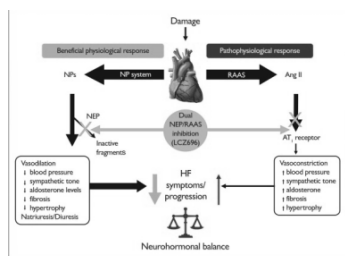 Damage
Beneficial physiological response
Pathophysiological response
NPs
NP system
RAAS
Ang II
NEP
Inactive
fragments
Dual
NEP/RAAS
inhibition
(LCZ696)
AT₁ receptor
Vasodilation
↓ blood pressure
↓ sympathetic tone
↓ aldosterone levels
↓ fibrosis
↓ hypertrophy
Natriuresis/Diuresis
HF
symptoms/
progression
Vasoconstriction
↑ blood pressure
↑ sympathetic tone
↑ aldosterone
↑ fibrosis
↑ hypertrophy
Neurohormonal balance